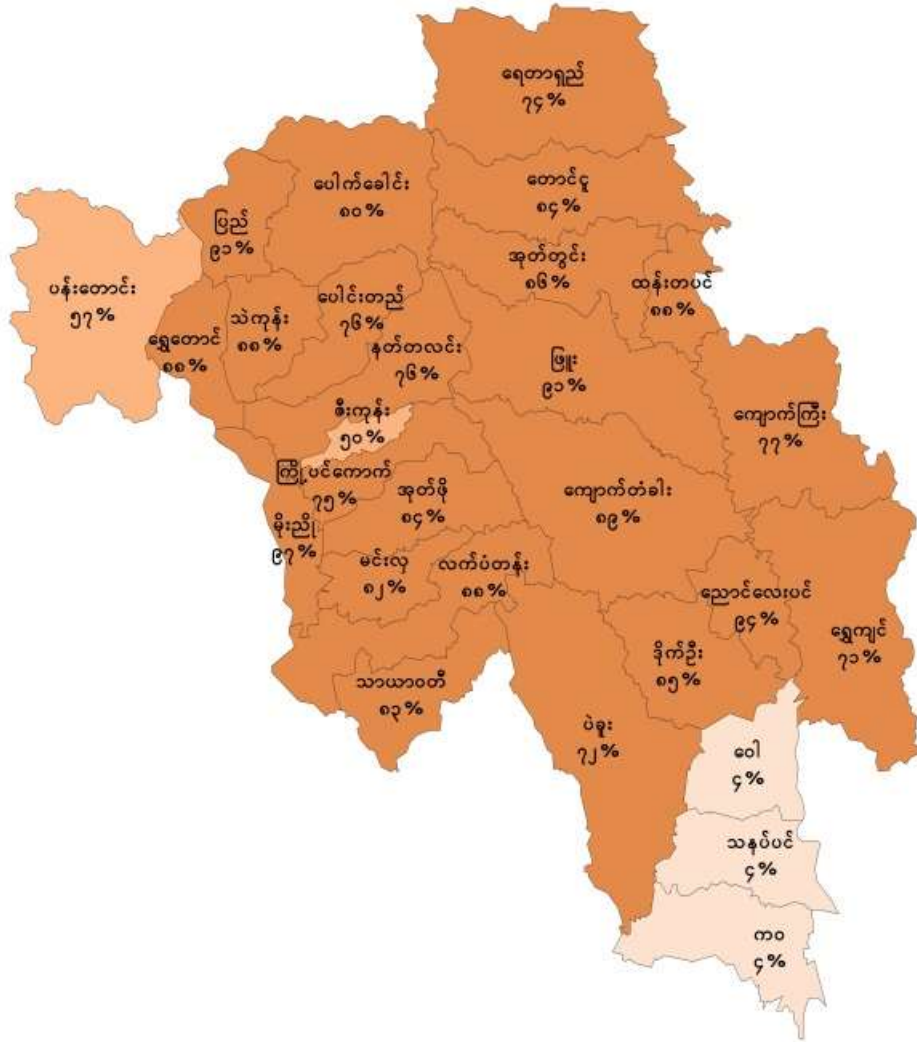 ရေတာရှည်
၇၄%
တောင်ငူ
၈၄%
ပေါက်ခေါင်း
၈၀%
ပြည်
၉၁%
အုတ်တွင်း
၈၆%
ထန်းတပင်
၈၈%
ပန်းတောင်း
၅၇%
ရွှေတောင်
၈၈%
သဲကုန်း
၈၈%
ပေါင်းတည်
၇၆%
နတ်တလင်း
၇၆%
ဖြူး
၉၁%
ကျောက်ကြီး
၇၇%
ဇီးကုန်း
၅၀%
ကြို့ပင်ကောက်
၇၅%
အုတ်ဖို
၈၄%
ကျောက်တံခါး
၈၉%
မိုးညို
၉၇%
မင်းလှ
၈၂%
လက်ပံတန်း
၈၈%
ညောင်လေးပင်
၉၄%
ရွှေကျင်
၇၁%
ဒိုက်ဦး
၈၅%
သာယာဝတီ
၈၃%
ပဲခူး
၇၂%
ဝေါ
၄%
သနပ်ပင်
၄%
ကဝ
၄%